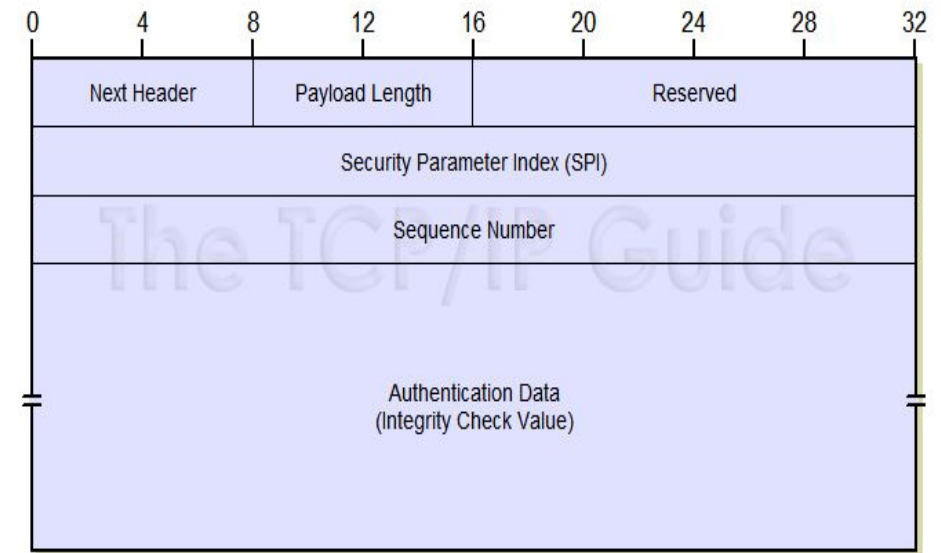 0 4 8 12 16 20 24 28 32
Next Header Payload Length Reserved
Security Parameter Index (SPI)
Sequence Number
The TCP/IP Guide
Authentication Data
(Integrity Check Value)